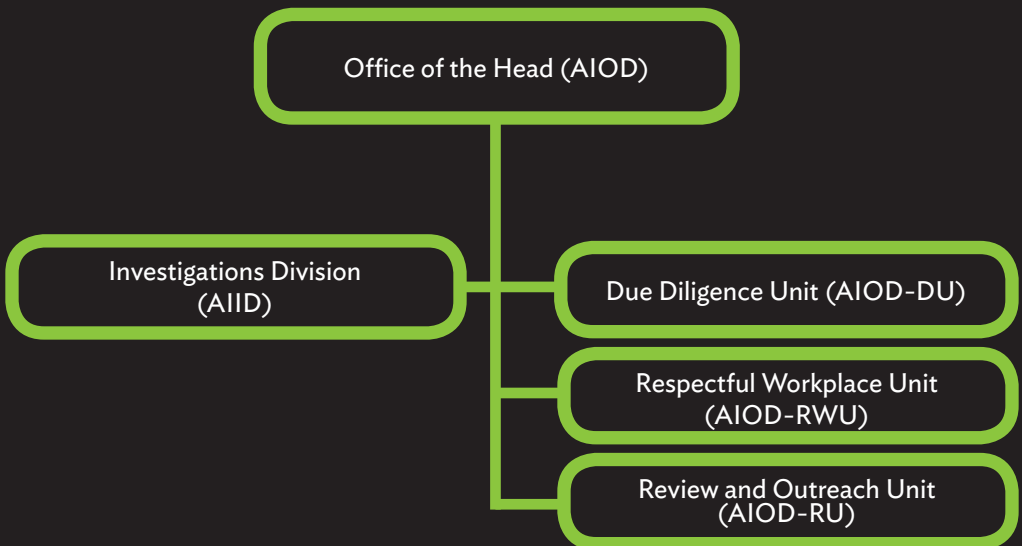 Office of the Head (AIOD)
Investigations Division
(AIID)
Due Diligence Unit (AIOD-DU)
Respectful Workplace Unit
(AIOD-RWU)
Review and Outreach Unit
(AIOD-RU)